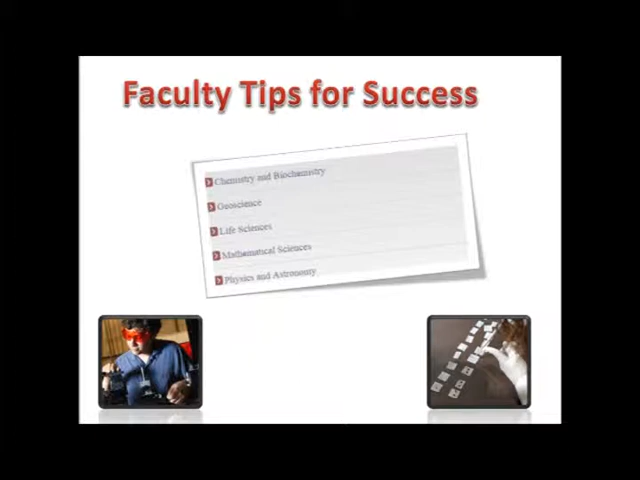 Faculty Tips for Success
Chemistry and Biochemistry
Geoscience
Life Sciences
Mathematical Sciences
Physics and Astronomy